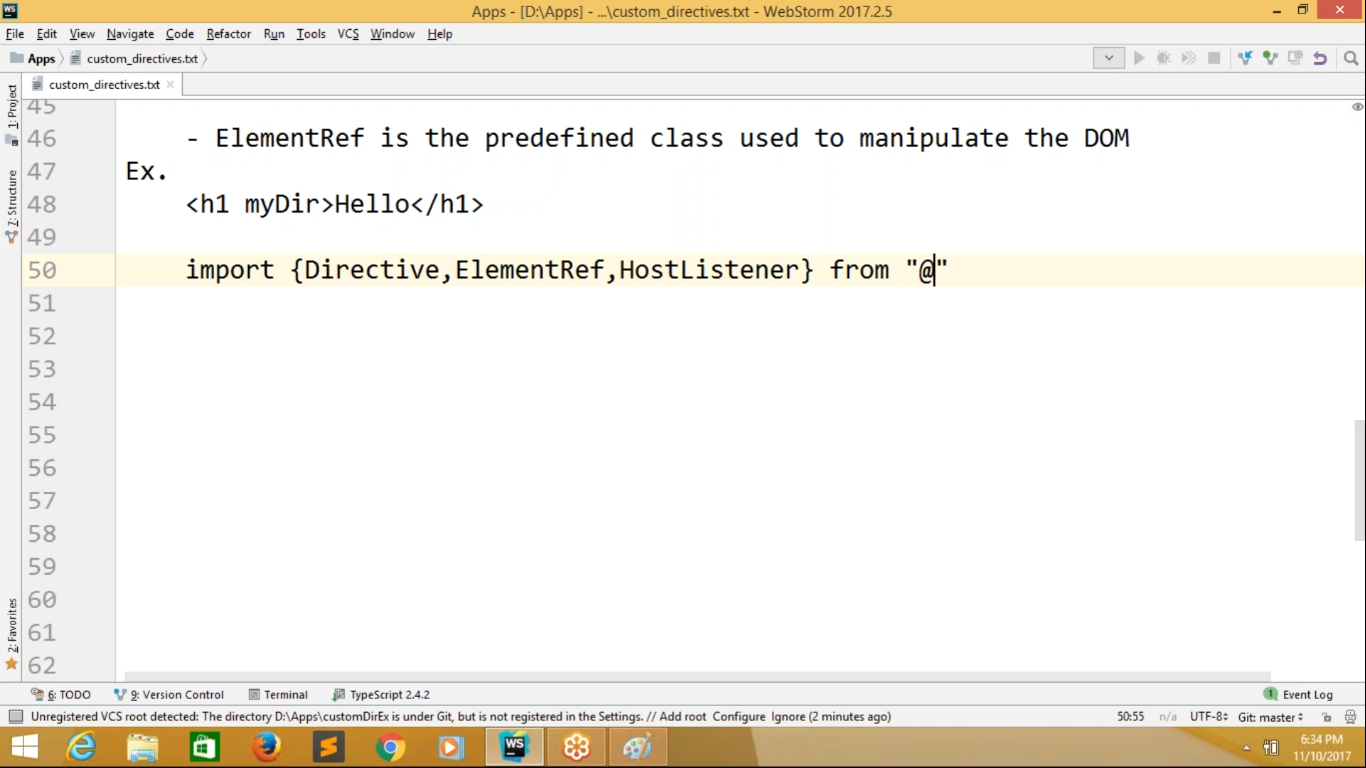 Apps - [D:\Apps] - ...\custom_directives.txt - WebStorm 2017.2.5
File Edit View Navigate Code Refactor Run Tools VCS Window Help
Apps custom_directives.txt
custom_directives.txt
1: Project
7: Structure
2: Favorites
45
46 - ElementRef is the predefined class used to manipulate the DOM
47 Ex.
48 <h1 myDir>Hello</h1>
49
50 import {Directive,ElementRef,HostListener} from "@"
51
52
53
54
55
56
57
58
59
60
61
62
6: TODO 9: Version Control Terminal TypeScript 2.4.2 1 Event Log
Unregistered VCS root detected: The directory D:\Apps\customDirEx is under Git, but is not registered in the Settings. // Add root Configure Ignore (2 minutes ago) 50:55 n/a UTF-8 Git: master
WS
6:34 PM
11/10/2017